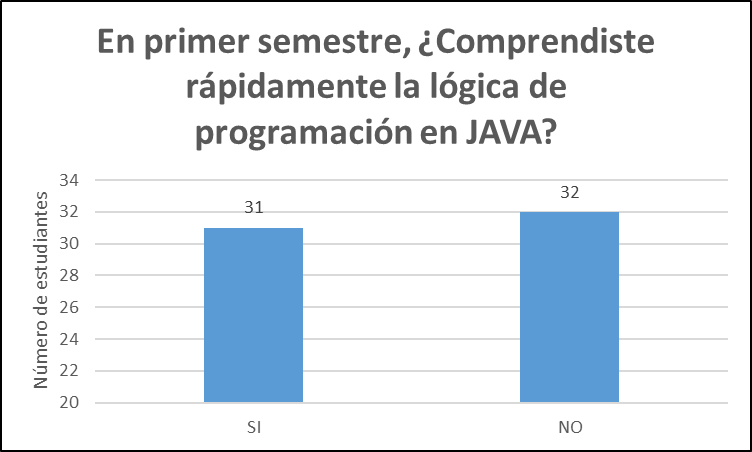 En primer semestre, ¿Comprendiste
rápidamente la lógica de
programación en JAVA?
Número de estudiantes
34
32
30
28
26
24
22
20
31
32
SI
NO